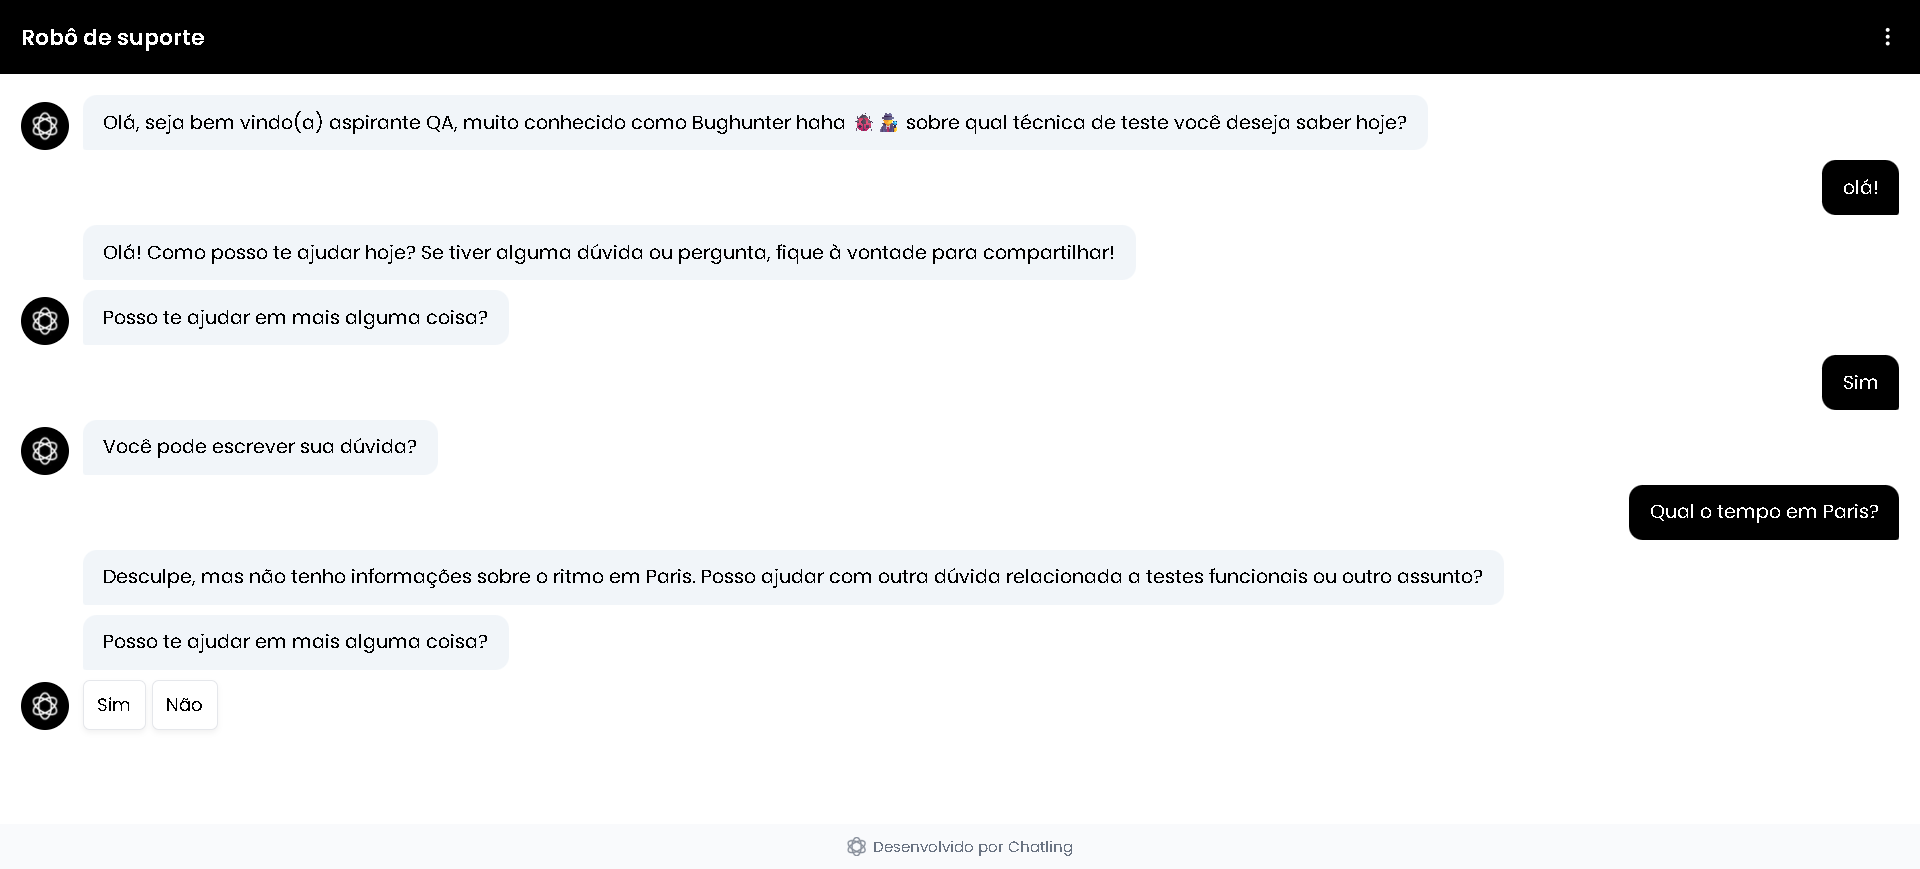 Robô de suporte
Olá, seja bem vindo(a) aspirante QA, muito conhecido como Bughunter haha 🐞 🕵️ sobre qual técnica de teste você deseja saber hoje?
olá!
Olá! Como posso te ajudar hoje? Se tiver alguma dúvida ou pergunta, fique à vontade para compartilhar!
Posso te ajudar em mais alguma coisa?
Sim
Você pode escrever sua dúvida?
Qual o tempo em Paris?
Desculpe, mas não tenho informações sobre o ritmo em Paris. Posso ajudar com outra dúvida relacionada a testes funcionais ou outro assunto?
Posso te ajudar em mais alguma coisa?
Sim Não
Desenvolvido por Chatling